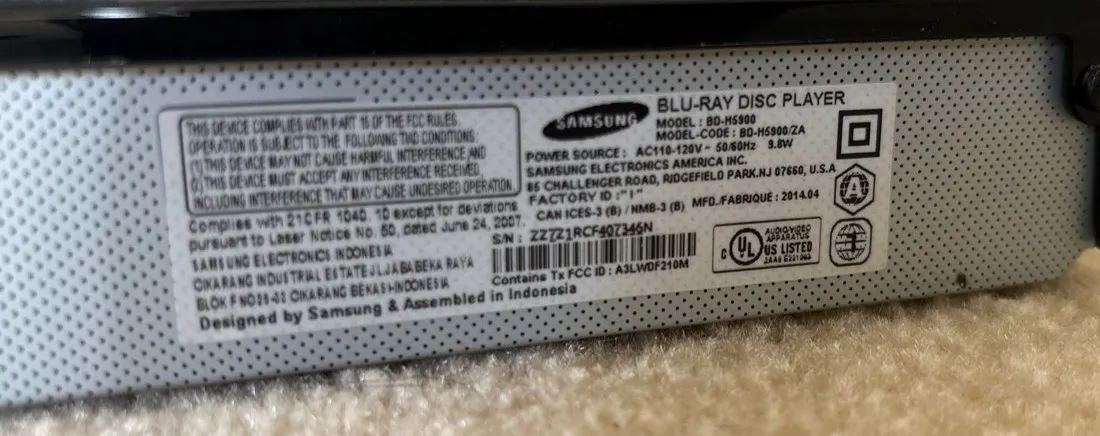 THIS DEVICE COMPLIES WITH PART 15 OF THE FCC RULES
OPERATION IS SUBJECT TO THE FOLLOWING TWO CONDITIONS:
(1) THIS DEVICE MAY NOT CAUSE HARMFUL INTERFERENCE AND
(2) THIS DEVICE MUST ACCEPT ANY INTERFERENCE RECEIVED,
INCLUDING INTERFERENCE THAT MAY CAUSE UNDESIRED OPERATION
Complies with 21 CFR 1040. 10 except for deviations
pursuant to Laser Notice No. 50, dated June 24, 2007.
SAMSUNG ELECTRONICS INDONESIA
CIKARANG INDUSTRIAL ESTATE JL.JABABEKA RAYA
BLOK F NO CIKARANG BEKASI-INDONESIA
Designed by Samsung & Assembled in Indonesia
SAMSUNG
BLU-RAY DISC PLAYER
MODEL : BD-H5900
MODEL-CODE : BD-H5900/ZA
POWER SOURCE : AC110-120V~ 50/60Hz 9.8W
SAMSUNG ELECTRONICS AMERICA INC.
85 CHALLENGER ROAD, RIDGEFIELD PARK.NJ 07660, U.S.A
FACTORY ID : "I"
CAN ICES-3 (B) / NMB-3 (B) MFD./FABRIQUE : 2014.04
S/N : ZZ7Z1RCF407345N
Contains Tx FCC ID : A3LWDF210M
C UL US LISTED
AUDIO/VIDEO
APPARATUS